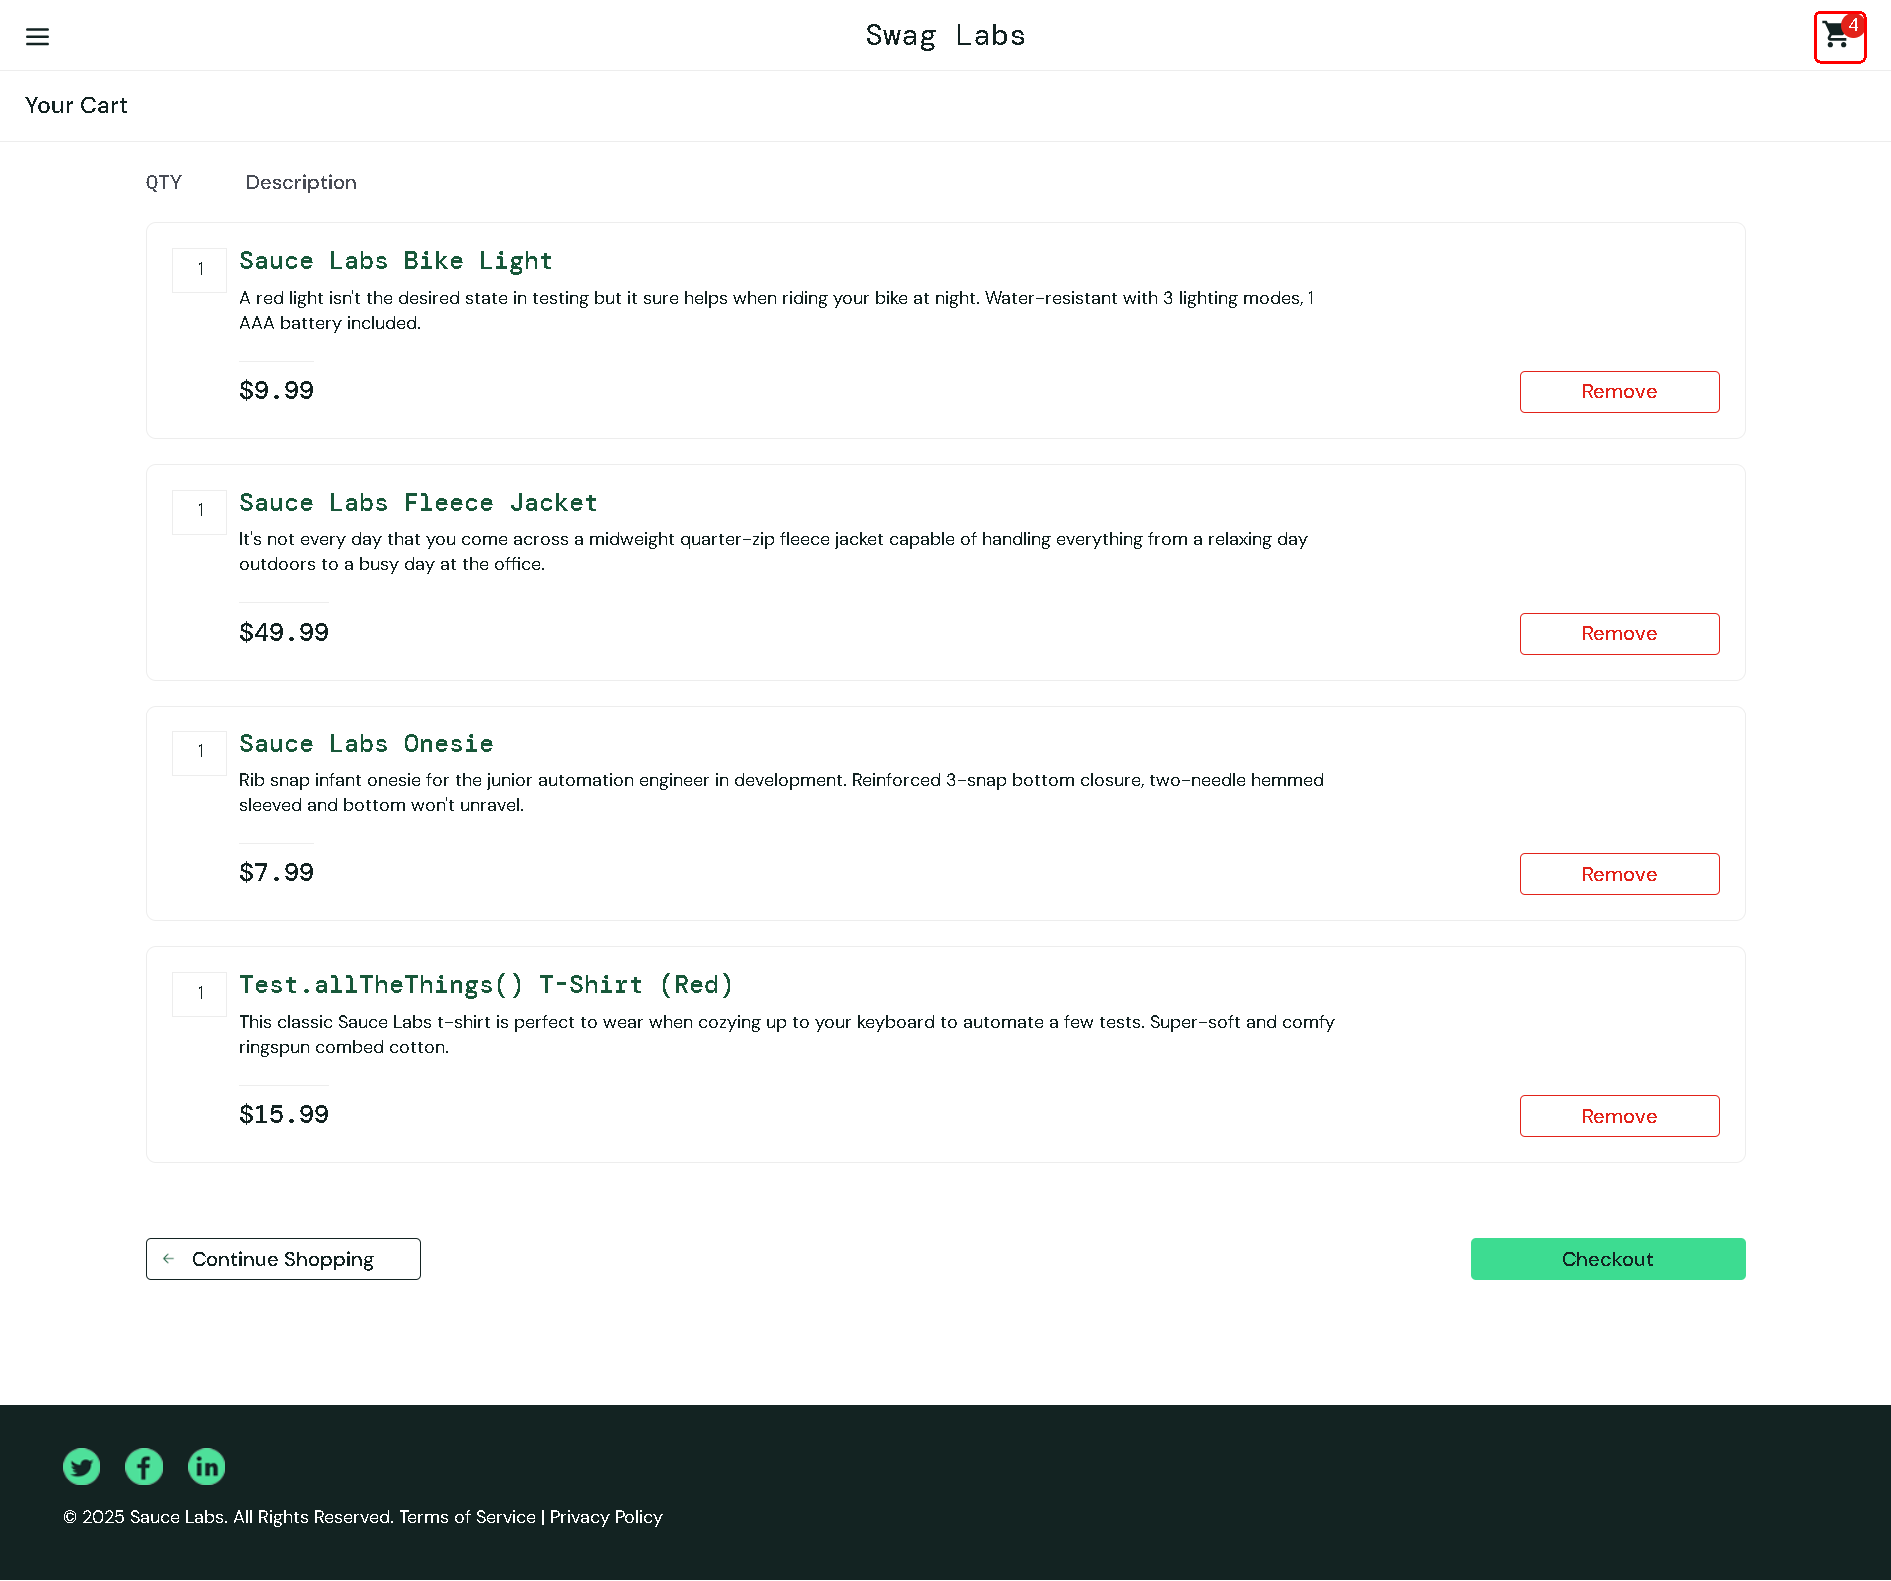 Swag Labs
4
Your Cart
QTY Description
1
Sauce Labs Bike Light
A red light isn't the desired state in testing but it sure helps when riding your bike at night. Water-resistant with 3 lighting modes, 1
AAA battery included.
$9.99
Remove
1
Sauce Labs Fleece Jacket
It's not every day that you come across a midweight quarter-zip fleece jacket capable of handling everything from a relaxing day
outdoors to a busy day at the office.
$49.99
Remove
1
Sauce Labs Onesie
Rib snap infant onesie for the junior automation engineer in development. Reinforced 3-snap bottom closure, two-needle hemmed
sleeved and bottom won't unravel.
$7.99
Remove
1
Test.allTheThings() T-Shirt (Red)
This classic Sauce Labs t-shirt is perfect to wear when cozying up to your keyboard to automate a few tests. Super-soft and comfy
ringspun combed cotton.
$15.99
Remove
Continue Shopping
Checkout
© 2025 Sauce Labs. All Rights Reserved. Terms of Service | Privacy Policy